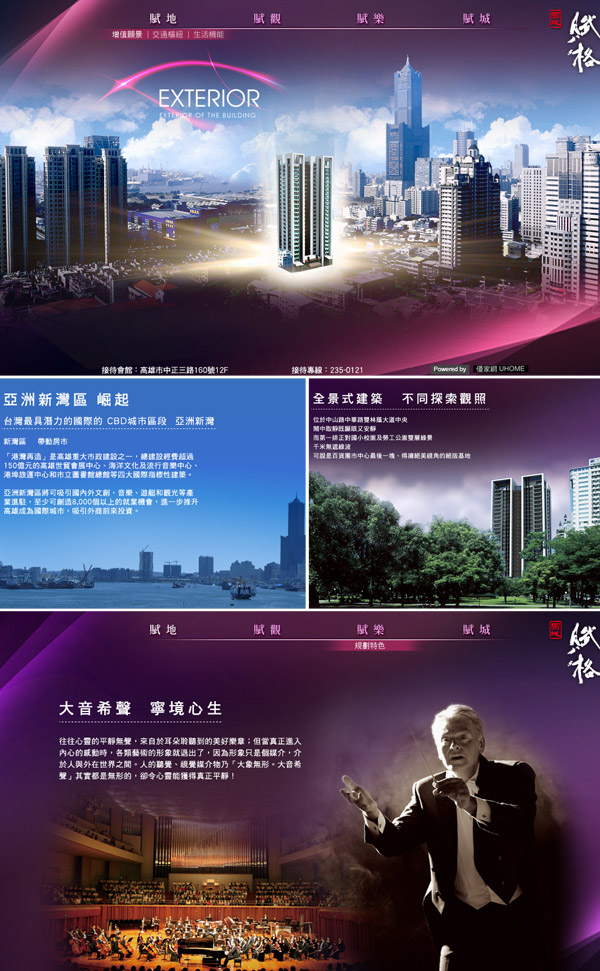 賦地 賦觀 賦樂 賦城
賦格
增值願景 | 交通樞紐 | 生活機能
EXTERIOR
EXTERIOR OF THE BUILDING
接待會館：高雄市中正三路160號12F 接待專線：235-0121 Powered by 優家網 UHOME
亞洲新灣區 崛起
台灣最具潛力的國際的 CBD城市區段 亞洲新灣
新灣區 帶動房市
「港灣再造」是高雄重大市政建設之一，總建設經費超過
150億元的高雄世貿會展中心、海洋文化及流行音樂中心、
港埠旅運中心和市立圖書館總館等四大國際指標性建築。
亞洲新灣區將可吸引國內外文創、音樂、遊艇和觀光等產
業進駐，至少可創造8,000個以上的就業機會，進一步推升
高雄成為國際城市，吸引外商前來投資。
全景式建築 不同探索觀照
位於中山路中華路雙林蔭大道中央
鬧中取靜既顯眼又安靜
而第一排正對國小校園及勞工公園雙層綠景
千米無遮綠波
可說是百貨圈市中心最後一塊、得擁絕美視角的絕版基地
賦地 賦觀 賦樂 賦城
賦格
規劃特色
大音希聲 寧境心生
往往心靈的平靜無聲，來自於耳朵聆聽到的美好樂章；但當真正進入
內心的感動時，各類藝術的形象就退出了，因為形象只是個媒介，介
於人與外在世界之間。人的聽覺、視覺媒介物乃「大象無形。大音希
聲」其實都是無形的，卻令心靈能獲得真正平靜！